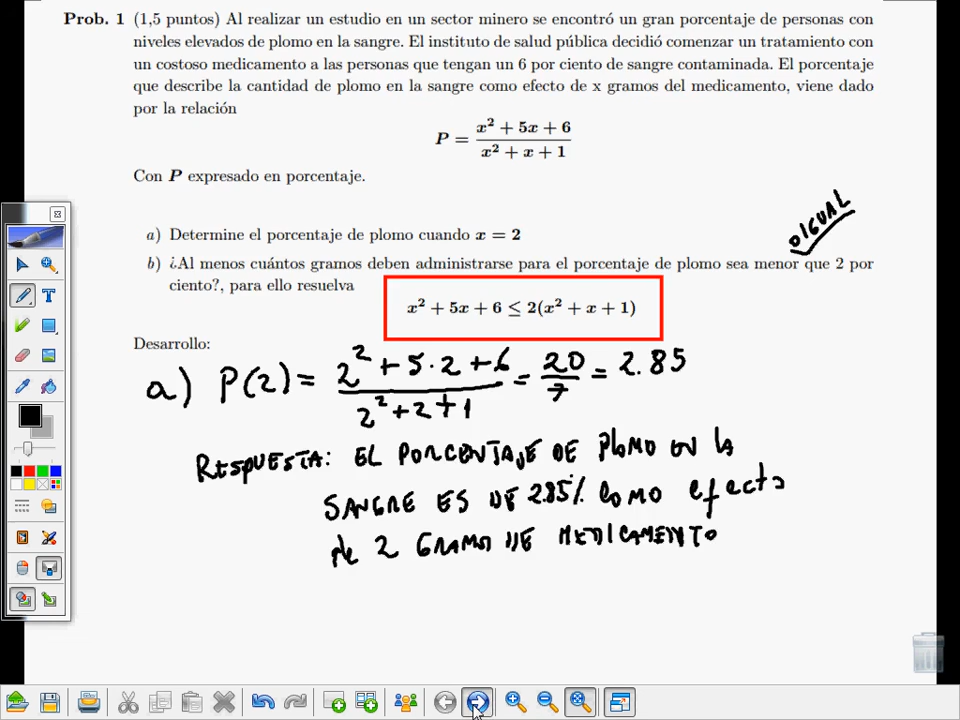 Prob. 1 (1,5 puntos) Al realizar un estudio en un sector minero se encontró un gran porcentaje de personas con
niveles elevados de plomo en la sangre. El instituto de salud pública decidió comenzar un tratamiento con
un costoso medicamento a las personas que tengan un 6 por ciento de sangre contaminada. El porcentaje
que describe la cantidad de plomo en la sangre como efecto de x gramos del medicamento, viene dado
por la relación
P = (x² + 5x + 6) / (x² + x + 1)
Con P expresado en porcentaje.
O IGUAL
a) Determine el porcentaje de plomo cuando x = 2
b) ¿Al menos cuántos gramos deben administrarse para el porcentaje de plomo sea menor que 2 por
ciento?, para ello resuelva
x² + 5x + 6 ≤ 2(x² + x + 1)
Desarrollo:
a) P(2) = (2² + 5·2 + 6) / (2² + 2 + 1) = 20/7 = 2.85
RESPUESTA: EL PORCENTAJE DE PLOMO EN LA
SANGRE ES DE 2.85% COMO efecto
de 2 GRAMOS DE MEDICAMENTO